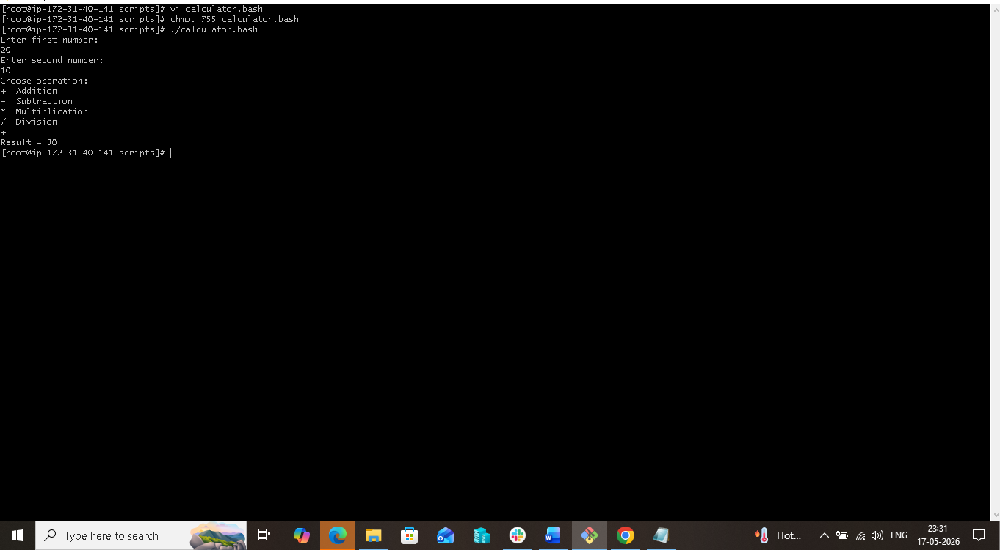 [root@ip-172-31-40-141 scripts]# vi calculator.bash
[root@ip-172-31-40-141 scripts]# chmod 755 calculator.bash
[root@ip-172-31-40-141 scripts]# ./calculator.bash
Enter first number:
20
Enter second number:
10
Choose operation:
+  Addition
-  Subtraction
*  Multiplication
/  Division
+
Result = 30
[root@ip-172-31-40-141 scripts]#
Type here to search
Hot...
ENG
23:31
17-05-2026